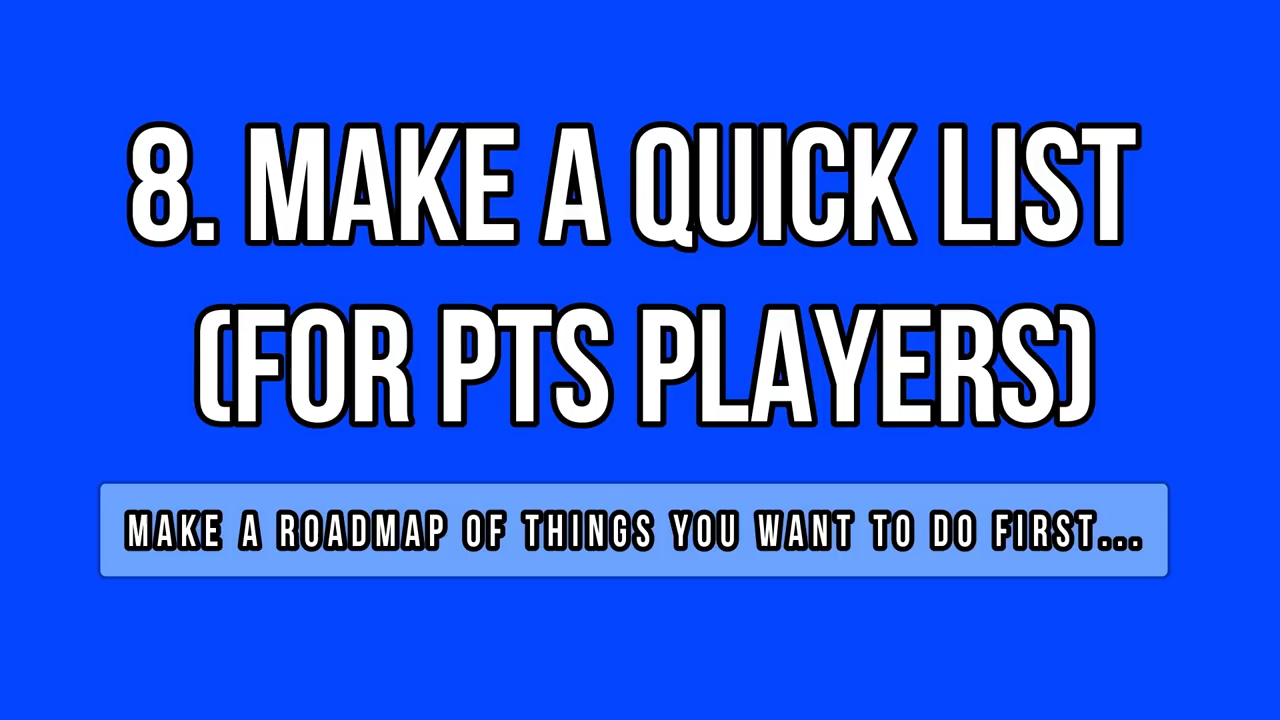 8. MAKE A QUICK LIST
(FOR PTS PLAYERS)
MAKE A ROADMAP OF THINGS YOU WANT TO DO FIRST...